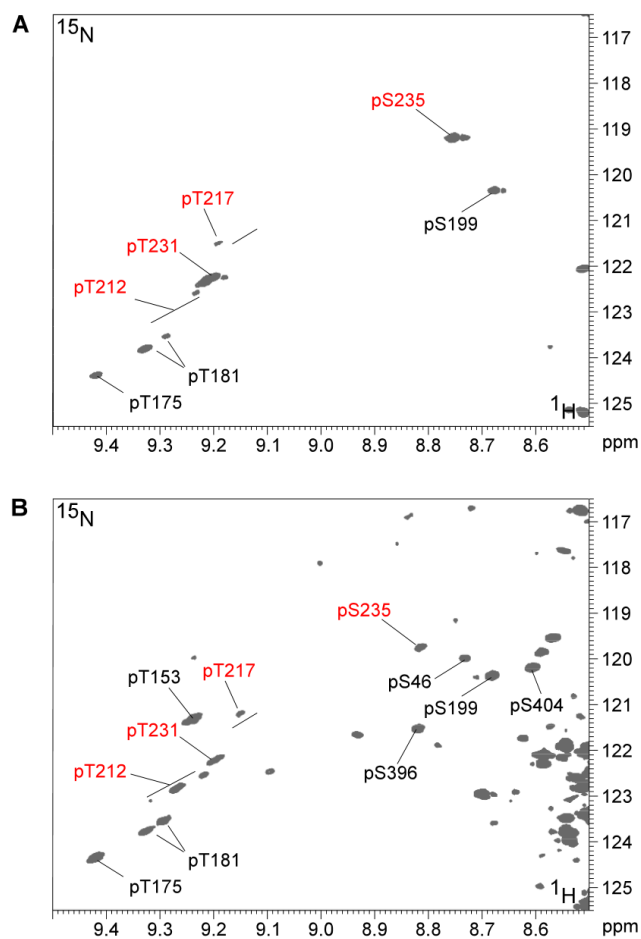 A
15N
116
117
118
119
120
121
122
123
124
125
ppm
pS235
pS199
pT217
pT231
pT212
pT181
pT175
1H
9.4
9.3
9.2
9.1
9.0
8.9
8.8
8.7
8.6
ppm
B
15N
117
118
119
120
121
122
123
124
125
pS235
pT153
pT217
pS46
pS199
pS404
pT231
pT212
pS396
pT181
pT175
1H
9.4
9.3
9.2
9.1
9.0
8.9
8.8
8.7
8.6
ppm